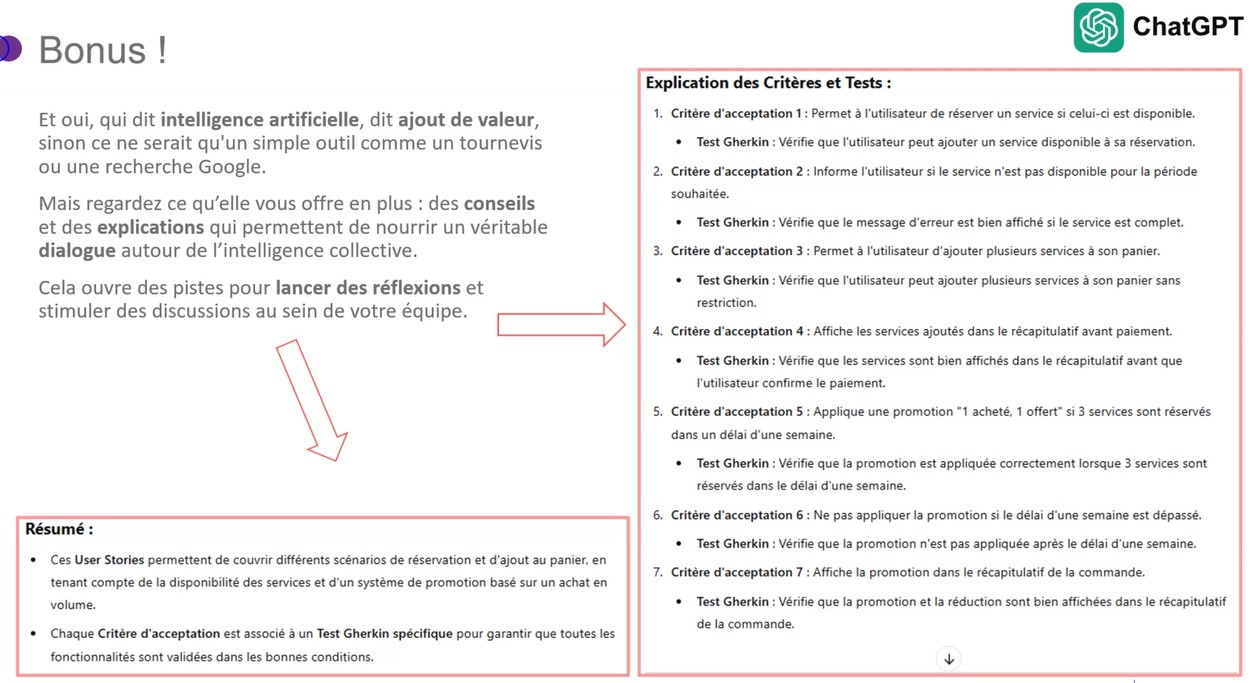 ChatGPT
Bonus !
Et oui, qui dit intelligence artificielle, dit ajout de valeur,
sinon ce ne serait qu'un simple outil comme un tournevis
ou une recherche Google.
Mais regardez ce qu’elle vous offre en plus : des conseils
et des explications qui permettent de nourrir un véritable
dialogue autour de l’intelligence collective.
Cela ouvre des pistes pour lancer des réflexions et
stimuler des discussions au sein de votre équipe.
Résumé :
• Ces User Stories permettent de couvrir différents scénarios de réservation et d'ajout au panier, en
tenant compte de la disponibilité des services et d'un système de promotion basé sur un achat en
volume.
• Chaque Critère d'acceptation est associé à un Test Gherkin spécifique pour garantir que toutes les
fonctionnalités sont validées dans les bonnes conditions.
Explication des Critères et Tests :
1. Critère d'acceptation 1 : Permet à l'utilisateur de réserver un service si celui-ci est disponible.
• Test Gherkin : Vérifie que l'utilisateur peut ajouter un service disponible à sa réservation.
2. Critère d'acceptation 2 : Informe l'utilisateur si le service n'est pas disponible pour la période
souhaitée.
• Test Gherkin : Vérifie que le message d'erreur est bien affiché si le service est complet.
3. Critère d'acceptation 3 : Permet à l'utilisateur d'ajouter plusieurs services à son panier.
• Test Gherkin : Vérifie que l'utilisateur peut ajouter plusieurs services à son panier sans
restriction.
4. Critère d'acceptation 4 : Affiche les services ajoutés dans le récapitulatif avant paiement.
• Test Gherkin : Vérifie que les services sont bien affichés dans le récapitulatif avant que
l'utilisateur confirme le paiement.
5. Critère d'acceptation 5 : Applique une promotion "1 acheté, 1 offert" si 3 services sont réservés
dans un délai d'une semaine.
• Test Gherkin : Vérifie que la promotion est appliquée correctement lorsque 3 services sont
réservés dans le délai d'une semaine.
6. Critère d'acceptation 6 : Ne pas appliquer la promotion si le délai d'une semaine est dépassé.
• Test Gherkin : Vérifie que la promotion n'est pas appliquée après le délai d'une semaine.
7. Critère d'acceptation 7 : Affiche la promotion dans le récapitulatif de la commande.
• Test Gherkin : Vérifie que la promotion et la réduction sont bien affichées dans le récapitulatif
de la commande.